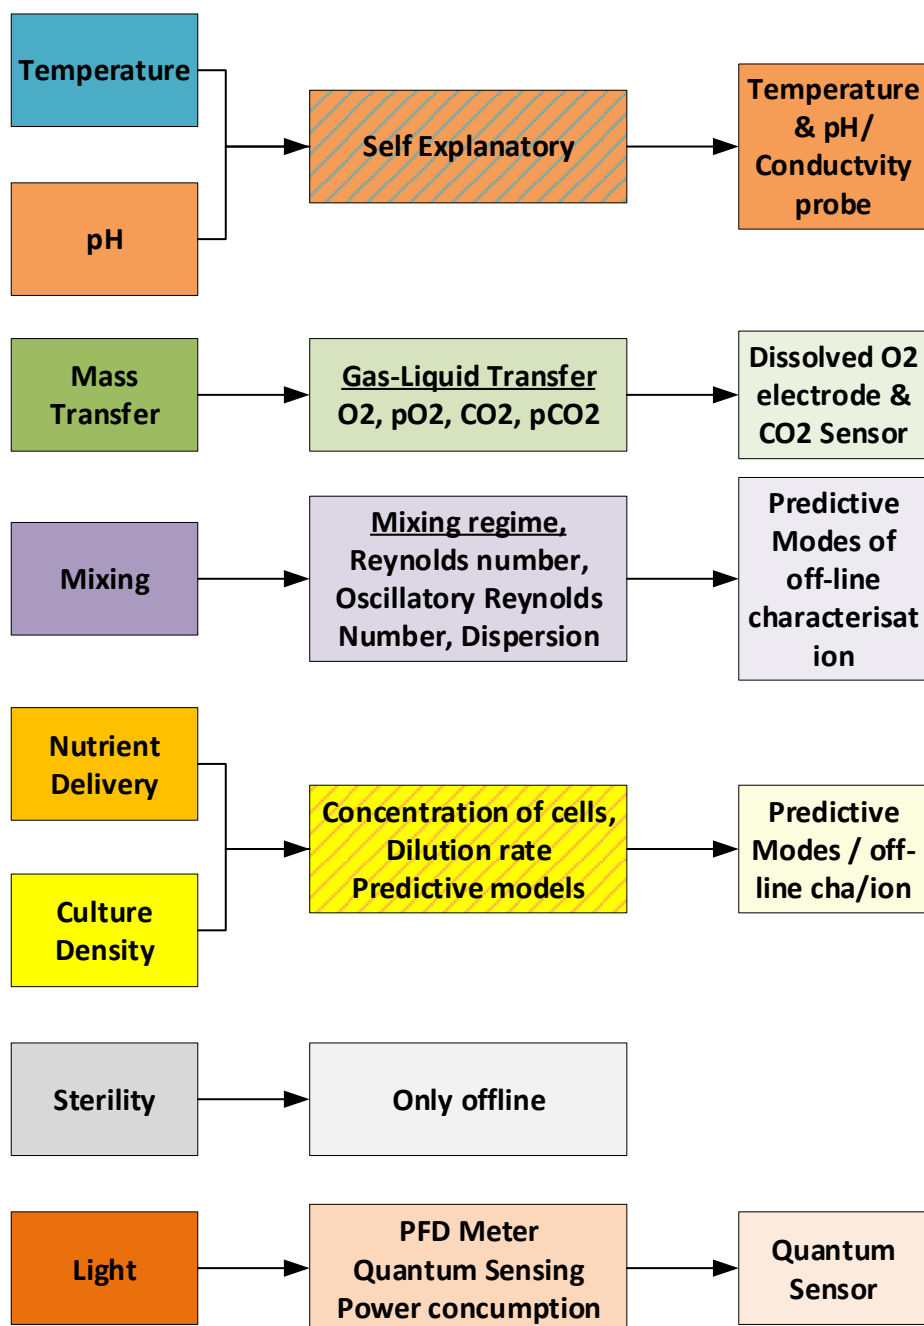 Temperature
pH
Self Explanatory
Temperature
& pH/
Conductvity
probe
Mass
Transfer
Gas-Liquid Transfer
O2, pO2, CO2, pCO2
Dissolved O2
electrode &
CO2 Sensor
Mixing
Mixing regime,
Reynolds number,
Oscillatory Reynolds
Number, Dispersion
Predictive
Modes of
off-line
characterisat
ion
Nutrient
Delivery
Culture
Density
Concentration of cells,
Dilution rate
Predictive models
Predictive
Modes / off-
line cha/ion
Sterility
Only offline
Light
PFD Meter
Quantum Sensing
Power concumption
Quantum
Sensor